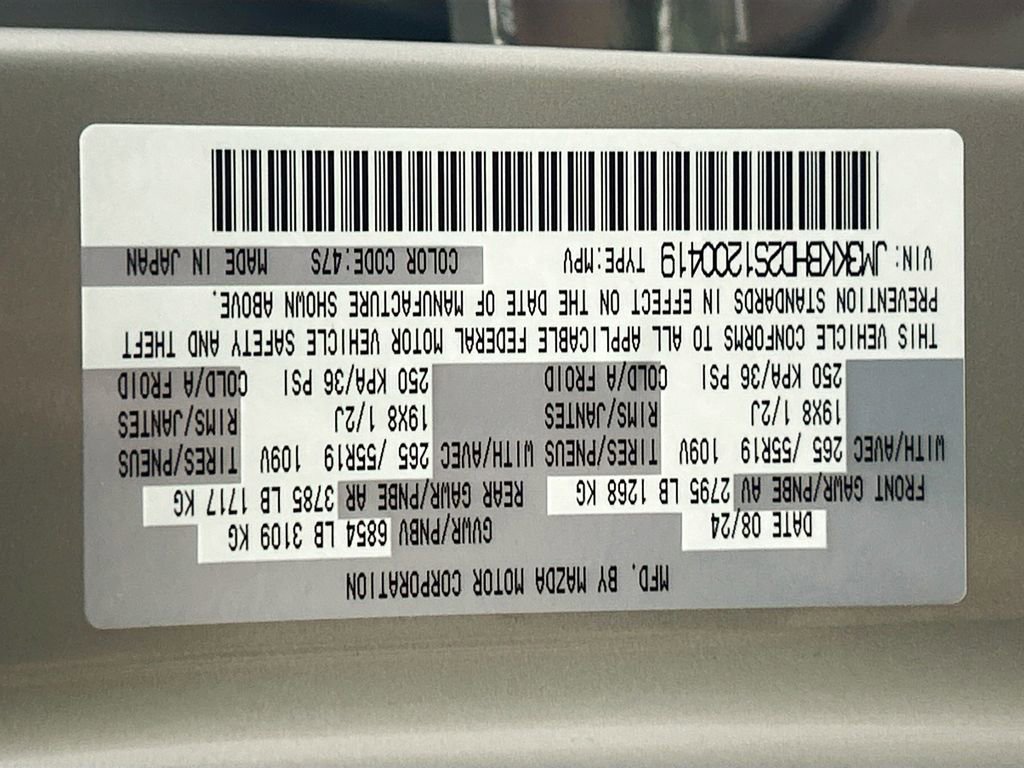 MFD. BY MAZDA MOTOR CORPORATION
DATE 08/24 GVWR/PNBV 6854 LB 3109 KG
FRONT GAWR/PNBE AV 2795 LB 1268 KG REAR GAWR/PNBE AR 3785 LB 1717 KG
WITH/AVEC 265 /55R19 109V TIRES/PNEUS WITH/AVEC 265 /55R19 109V TIRES/PNEUS
19X8 1/2J RIMS/JANTES 19X8 1/2J RIMS/JANTES
250 KPA/36 PSI COLD/A FROID 250 KPA/36 PSI COLD/A FROID
THIS VEHICLE CONFORMS TO ALL APPLICABLE FEDERAL MOTOR VEHICLE SAFETY AND THEFT
PREVENTION STANDARDS IN EFFECT ON THE DATE OF MANUFACTURE SHOWN ABOVE.
VIN: JM3KKBHD2S1200419 TYPE:MPV COLOR CODE:47S MADE IN JAPAN